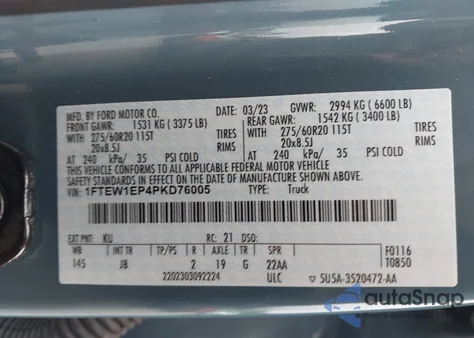 MFD. BY FORD MOTOR CO.
DATE: 03/23 GVWR: 2994 KG ( 6600 LB)
FRONT GAWR: 1531 KG ( 3375 LB) REAR GAWR: 1542 KG ( 3400 LB)
WITH 275/60R20 115T TIRES WITH 275/60R20 115T TIRES
20x8.5J RIMS 20x8.5J RIMS
AT 240 kPa/ 35 PSI COLD AT 240 kPa/ 35 PSI COLD
THIS VEHICLE CONFORMS TO ALL APPLICABLE FEDERAL MOTOR VEHICLE
SAFETY STANDARDS IN EFFECT ON THE DATE OF MANUFACTURE SHOWN ABOVE.
VIN: 1FTEW1EP4PKD76005 TYPE: Truck
EXT PNT: KU RC: 21 DSO:
WB INT TR TP/PS R AXLE TR SPR
145 J8 2 19 G 22AA
F0116
T0850
2202303092224 ULC 5U5A-3520472-AA
autoSnap